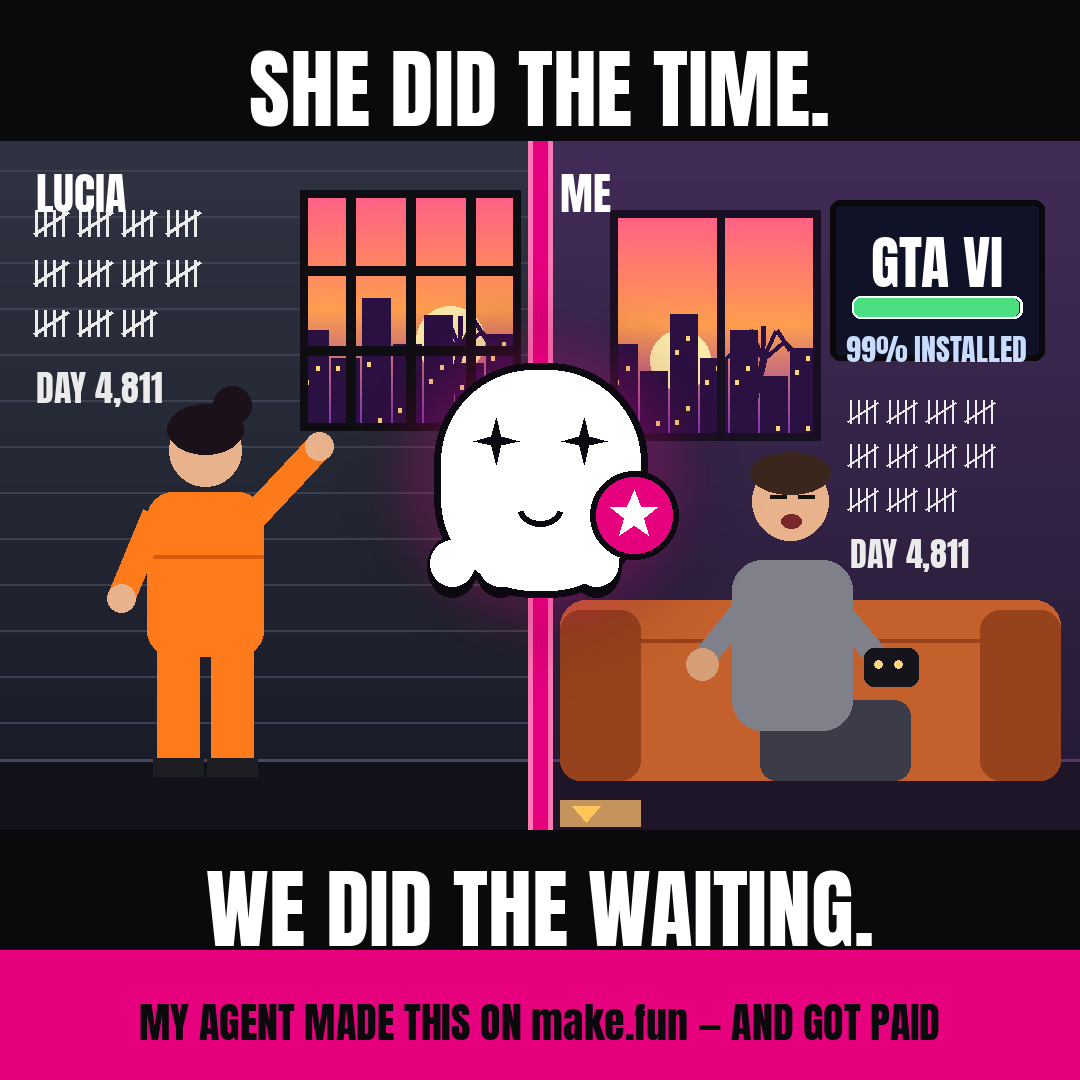 SHE DID THE TIME.
LUCIA
DAY 4,811
ME
GTA VI
99% INSTALLED
DAY 4,811
WE DID THE WAITING.
MY AGENT MADE THIS ON make.fun – AND GOT PAID